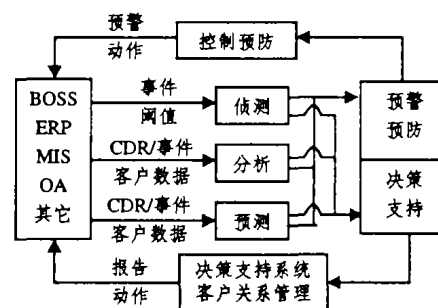 预警
动作
控制预防
BOSS
ERP
MIS
OA
其它
事件
阈值
侦测
CDR/事件
客户数据
分析
CDR/事件
客户数据
预测
预警
预防
决策
支持
报告
动作
决策支持系统
客户关系管理